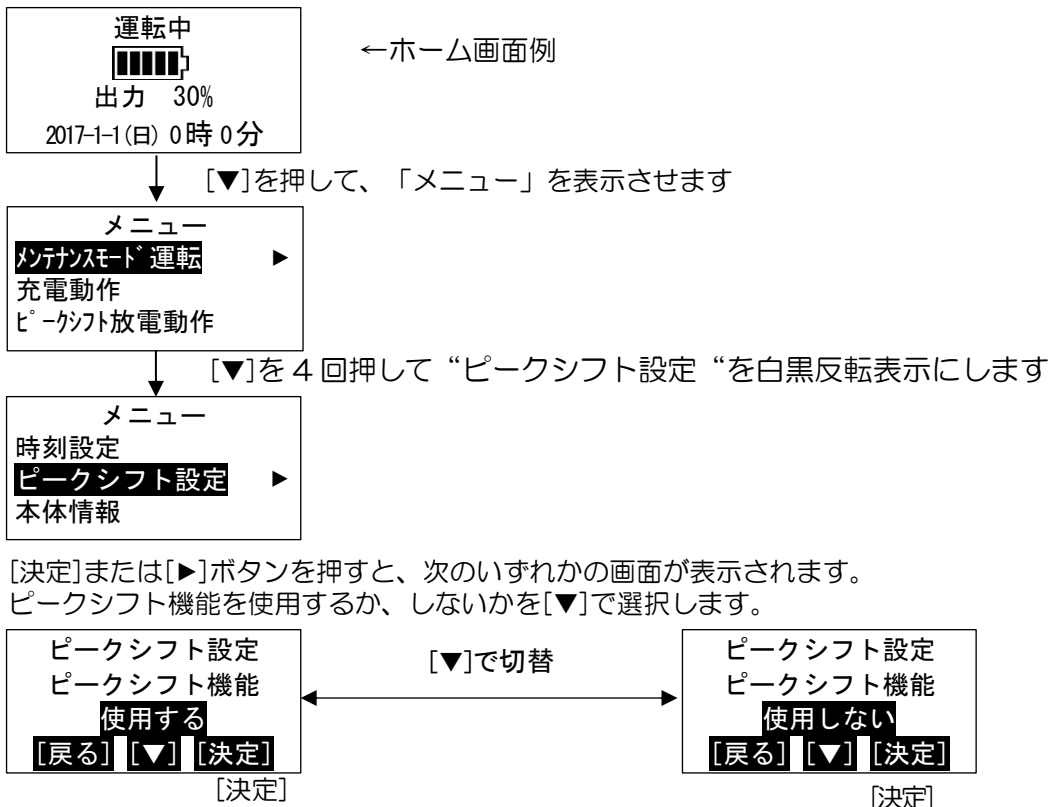 運転中
←ホーム画面例
出力 30%
2017-1-1(日) 0時0分
[▼]を押して、「メニュー」を表示させます
メニュー
ﾒﾝﾃﾅﾝｽﾓｰﾄﾞ運転 ▶
充電動作
ﾋﾟｰｸｼﾌﾄ放電動作
[▼]を4回押して“ピークシフト設定“を白黒反転表示にします
メニュー
時刻設定
ピークシフト設定 ▶
本体情報
[決定]または[▶]ボタンを押すと、次のいずれかの画面が表示されます。
ピークシフト機能を使用するか、しないかを[▼]で選択します。
ピークシフト設定
ピークシフト機能
使用する
[戻る] [▼] [決定]
[決定]
[▼]で切替
ピークシフト設定
ピークシフト機能
使用しない
[戻る] [▼] [決定]
[決定]